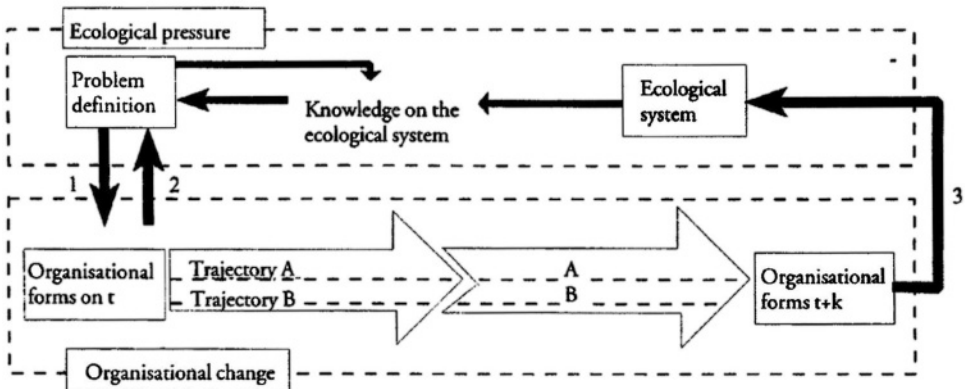 Ecological pressure
Problem
definition
Knowledge on the
ecological system
Ecological
system
1
2
3
Organisational
forms on t
Trajectory A
Trajectory B
A
B
Organisational
forms t+k
Organisational change